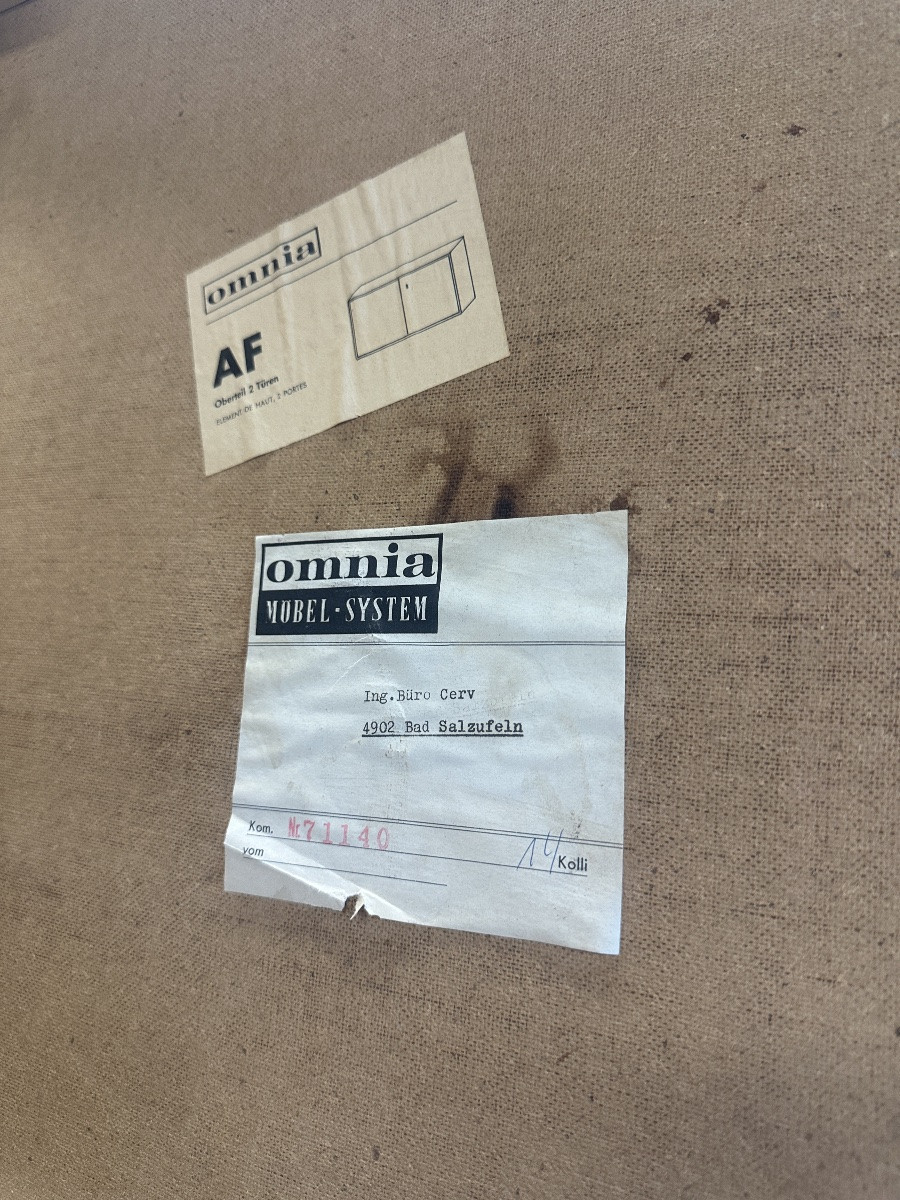 omnia
AF
Oberteil 2 Türen
ELEMENT DE HAUT, 2 PORTES
omnia
MÖBEL-SYSTEM
Ing.Büro Cerv
4902 Bad Salzufeln
Kom. Nr. 71140
14 Kolli
vom